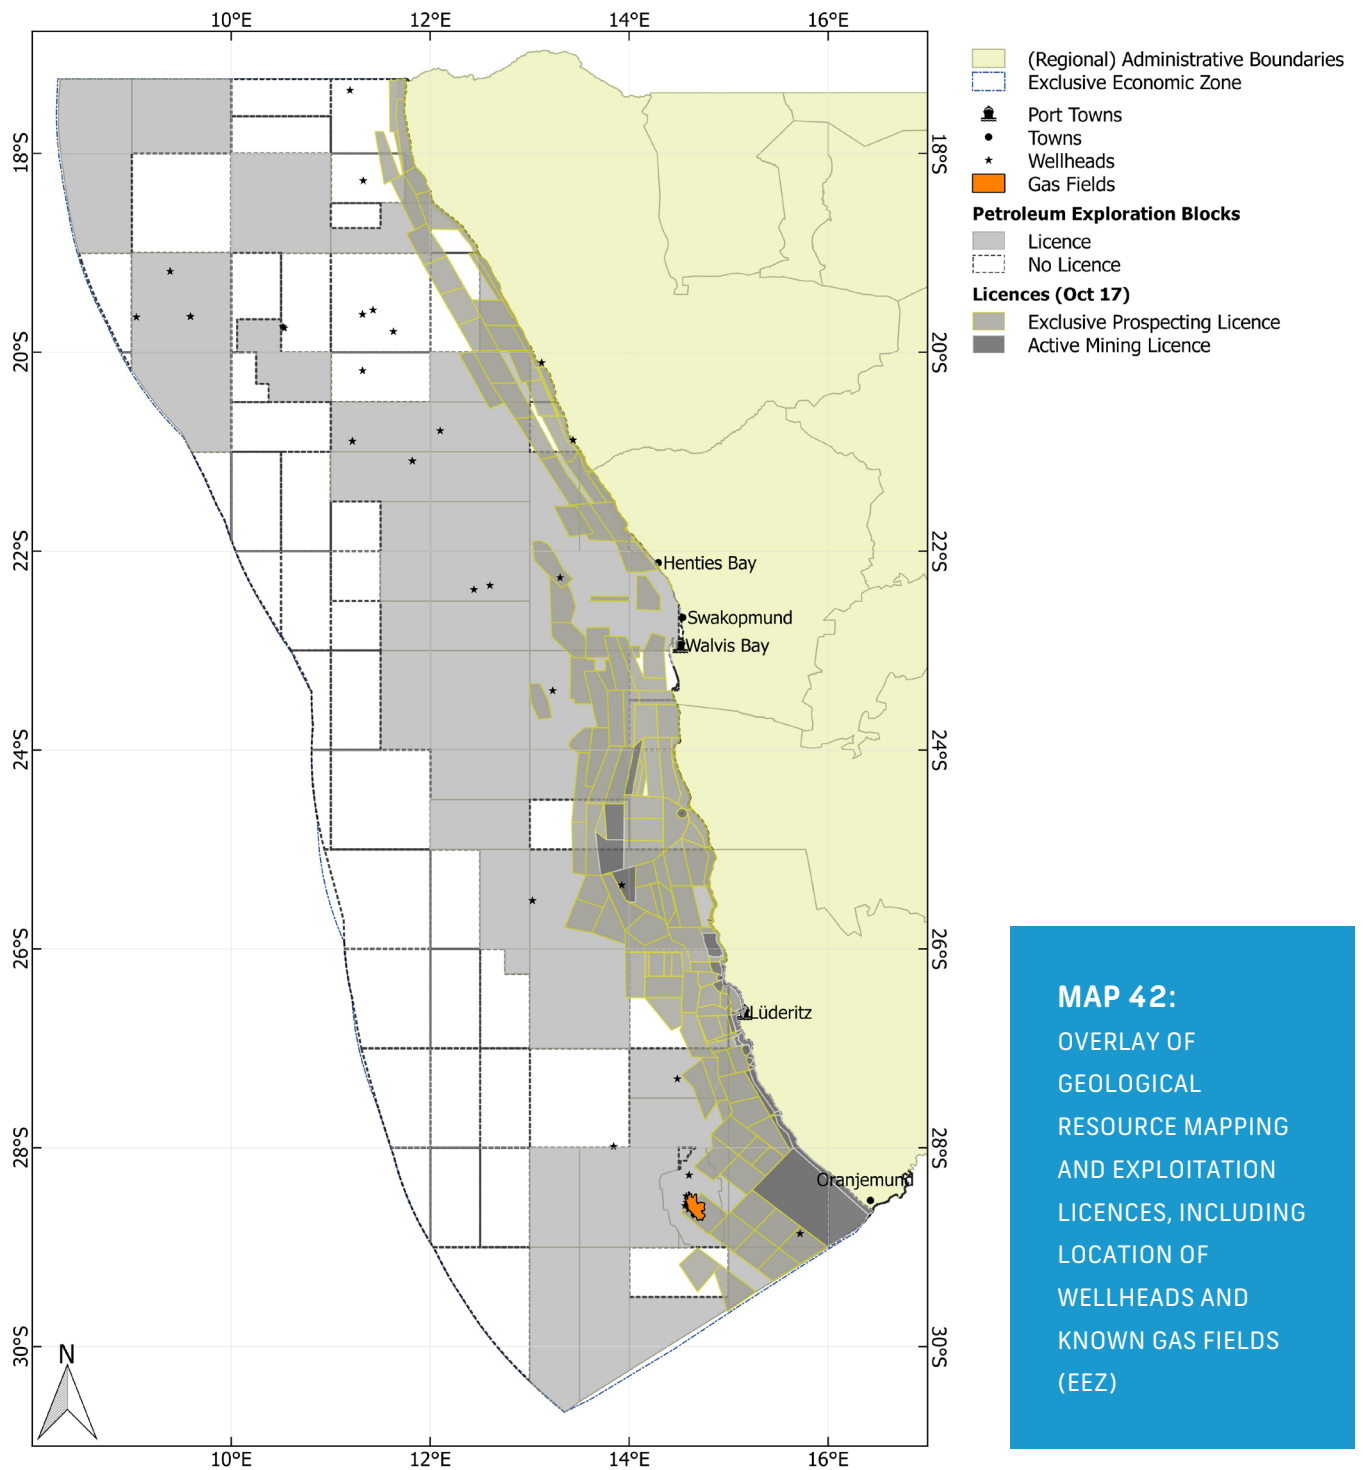 10°E
12°E
14°E
16°E
(Regional) Administrative Boundaries
Exclusive Economic Zone
Port Towns
Towns
Wellheads
Gas Fields
Petroleum Exploration Blocks
Licence
No Licence
Licences (Oct 17)
Exclusive Prospecting Licence
Active Mining Licence
18°S
18°S
20°S
20°S
22°S
22°S
Henties Bay
Swakopmund
Walvis Bay
24°S
24°S
26°S
26°S
Lüderitz
28°S
28°S
Oranjemund
30°S
30°S
N
10°E
12°E
14°E
16°E
MAP 42:
OVERLAY OF
GEOLOGICAL
RESOURCE MAPPING
AND EXPLOITATION
LICENCES, INCLUDING
LOCATION OF
WELLHEADS AND
KNOWN GAS FIELDS
(EEZ)